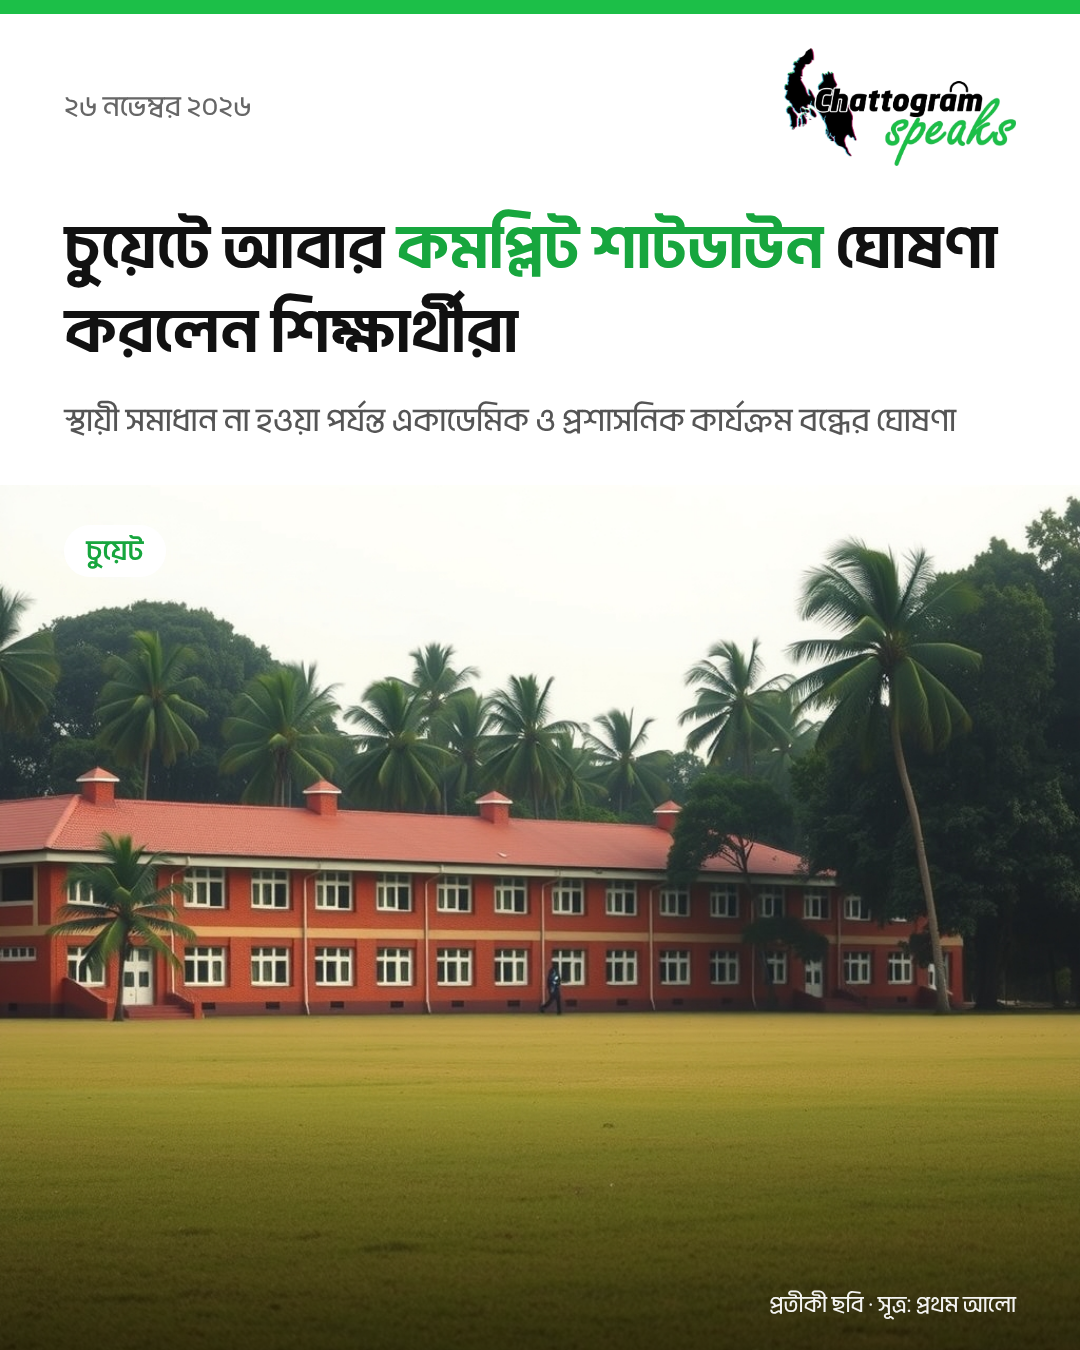 ২৬ নভেম্বর ২০২৬
Chattogram
speaks
চুয়েটে আবার কমপ্লিট শাটডাউন ঘোষণা
করলেন শিক্ষার্থীরা
স্থায়ী সমাধান না হওয়া পর্যন্ত একাডেমিক ও প্রশাসনিক কার্যক্রম বন্ধের ঘোষণা
চুয়েট
প্রতীকী ছবি · সূত্র: প্রথম আলো